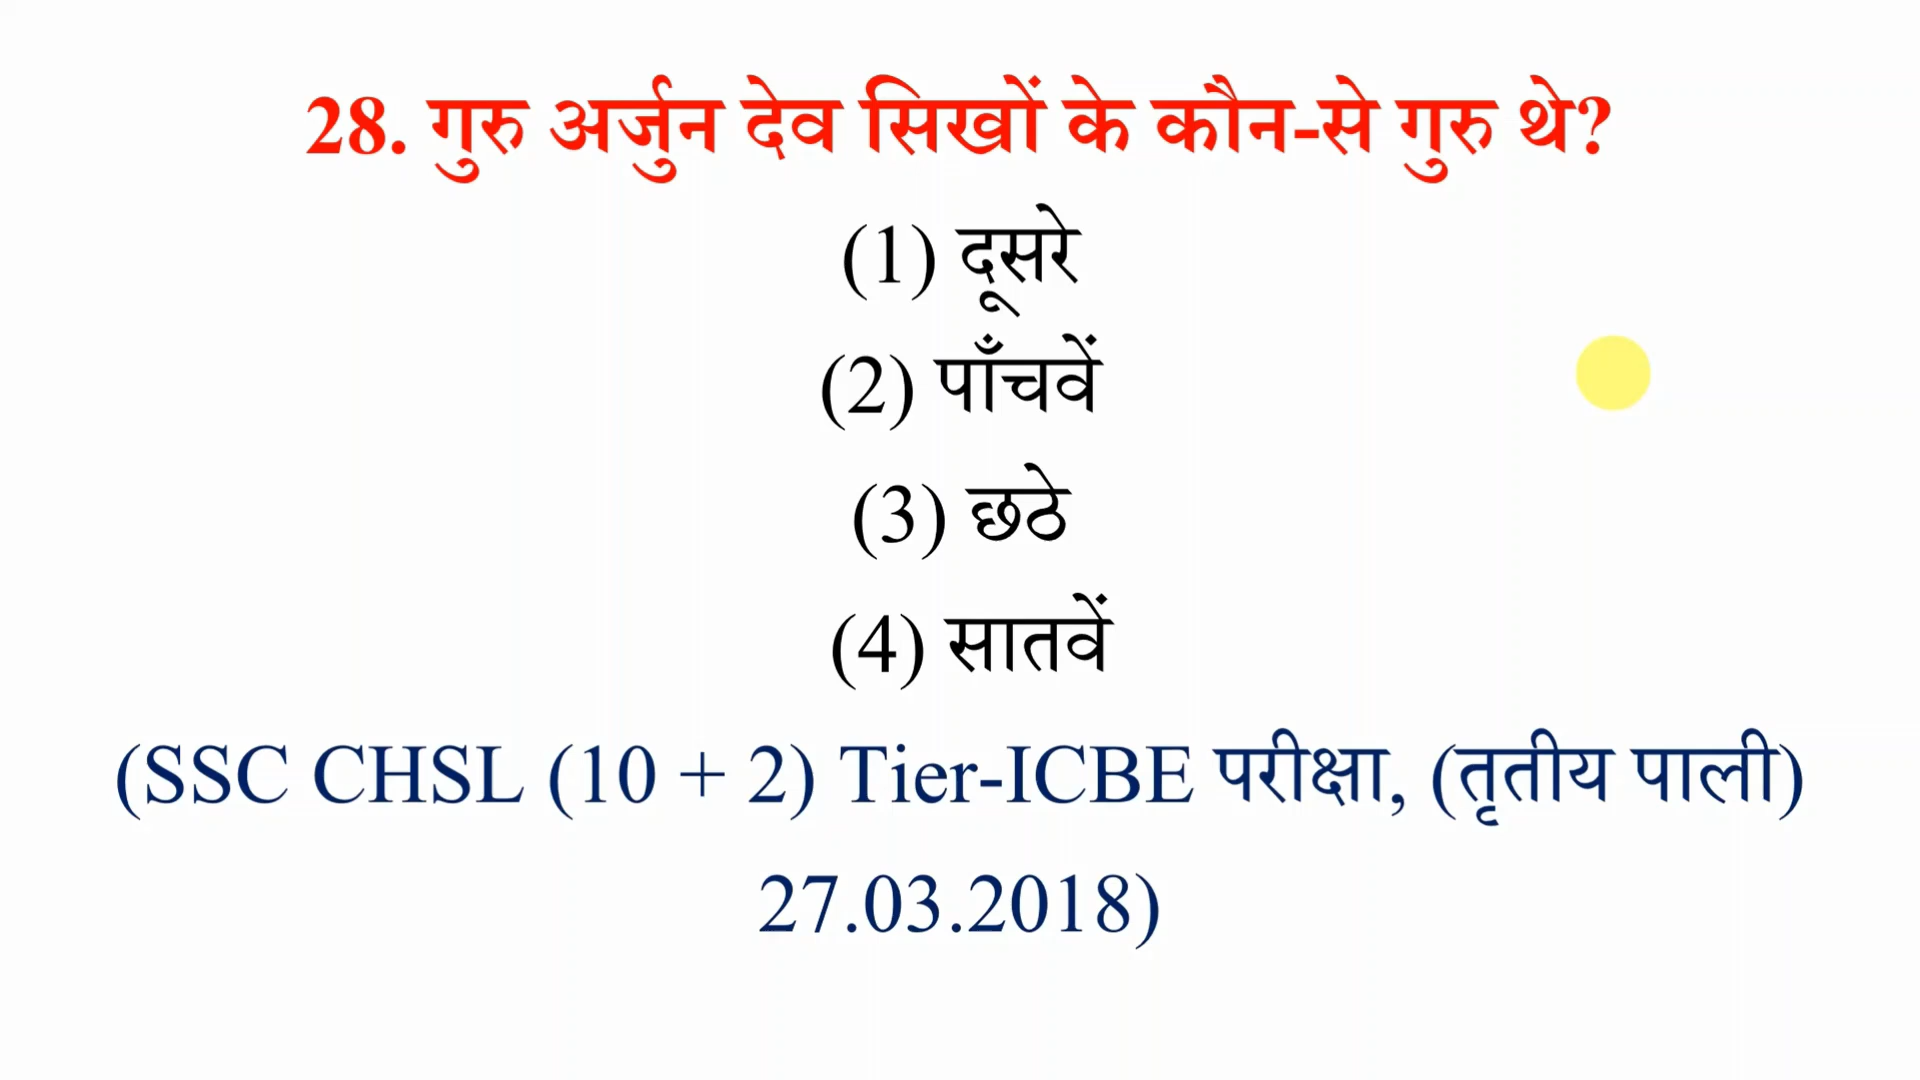 28. गुरु अर्जुन देव सिखों के कौन-से गुरु थे?
(1) दूसरे
(2) पाँचवें
(3) छठे
(4) सातवें
(SSC CHSL (10 + 2) Tier-ICBE परीक्षा, (तृतीय पाली)
27.03.2018)